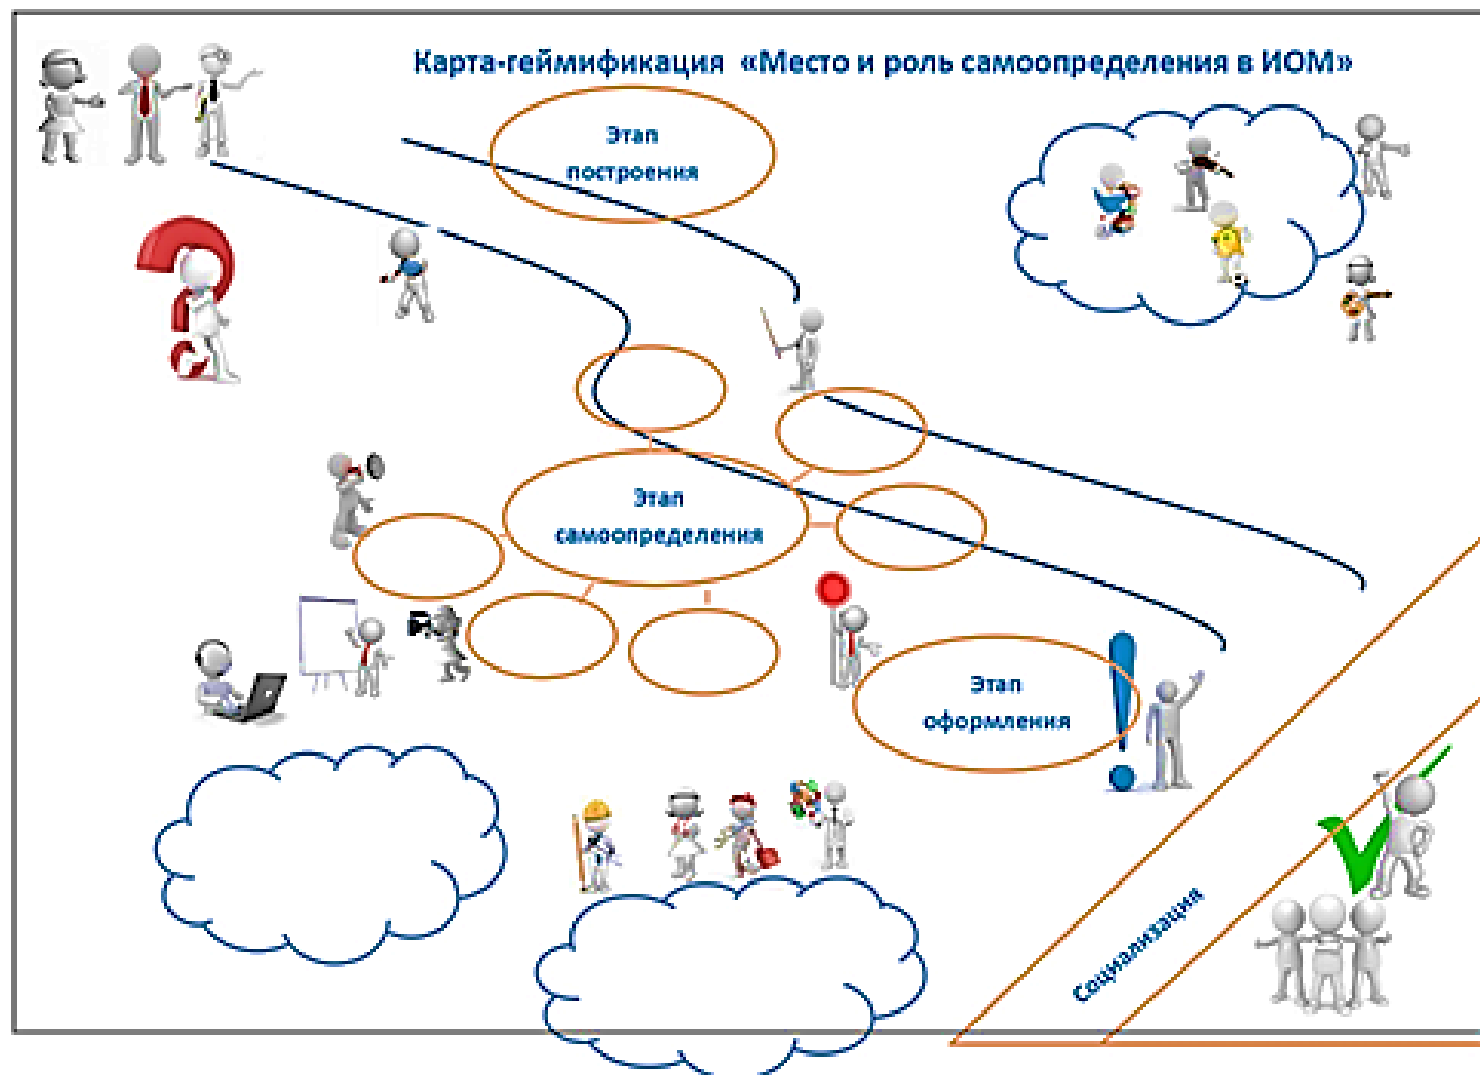 Карта-геймификация «Место и роль самоопределения в ИОМ»
Этап
построения
Этап
самоопределения
Этап
оформления
Социализация